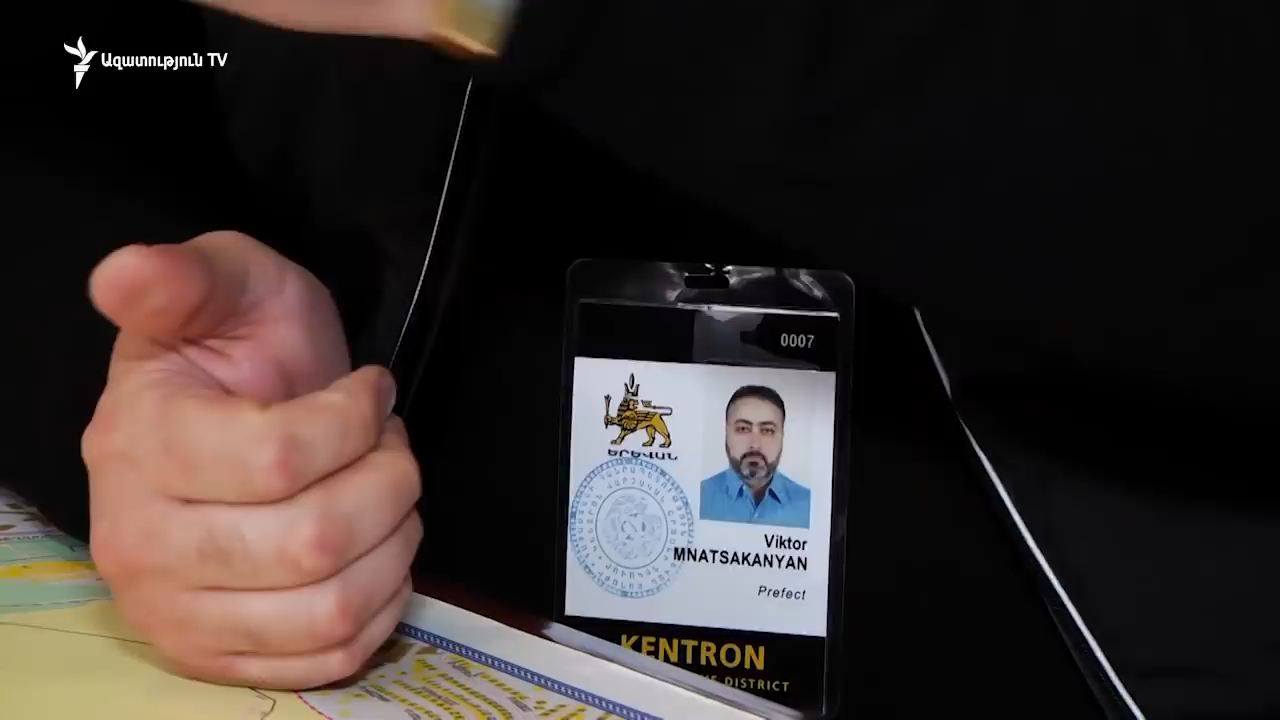 Ազատություն TV
0007
ԵՐԵՎԱՆ
Viktor
MNATSAKANYAN
Prefect
KENTRON
DISTRICT